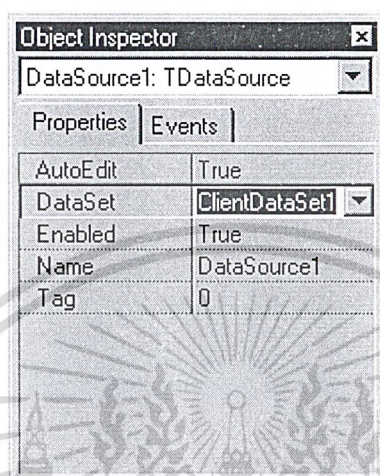 Object Inspector
DataSource1: TDataSource
Properties Events
AutoEdit True
DataSet ClientDataSet1
Enabled True
Name DataSource1
Tag 0